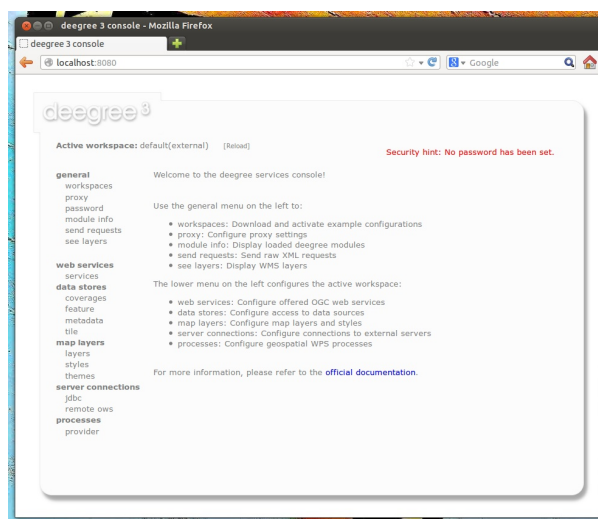 deegree 3 console - Mozilla Firefox
deegree 3 console
localhost:8080
Google
deegree 3
Active workspace: default(external) [Reload]
Security hint: No password has been set.
general
workspaces
proxy
password
module info
send requests
see layers
web services
services
data stores
coverages
feature
metadata
tile
map layers
layers
styles
themes
server connections
jdbc
remote ows
processes
provider
Welcome to the deegree services console!
Use the general menu on the left to:
workspaces: Download and activate example configurations
proxy: Configure proxy settings
module info: Display loaded deegree modules
send requests: Send raw XML requests
see layers: Display WMS layers
The lower menu on the left configures the active workspace:
web services: Configure offered OGC web services
data stores: Configure access to data sources
map layers: Configure map layers and styles
server connections: Configure connections to external servers
processes: Configure geospatial WPS processes
For more information, please refer to the official documentation.